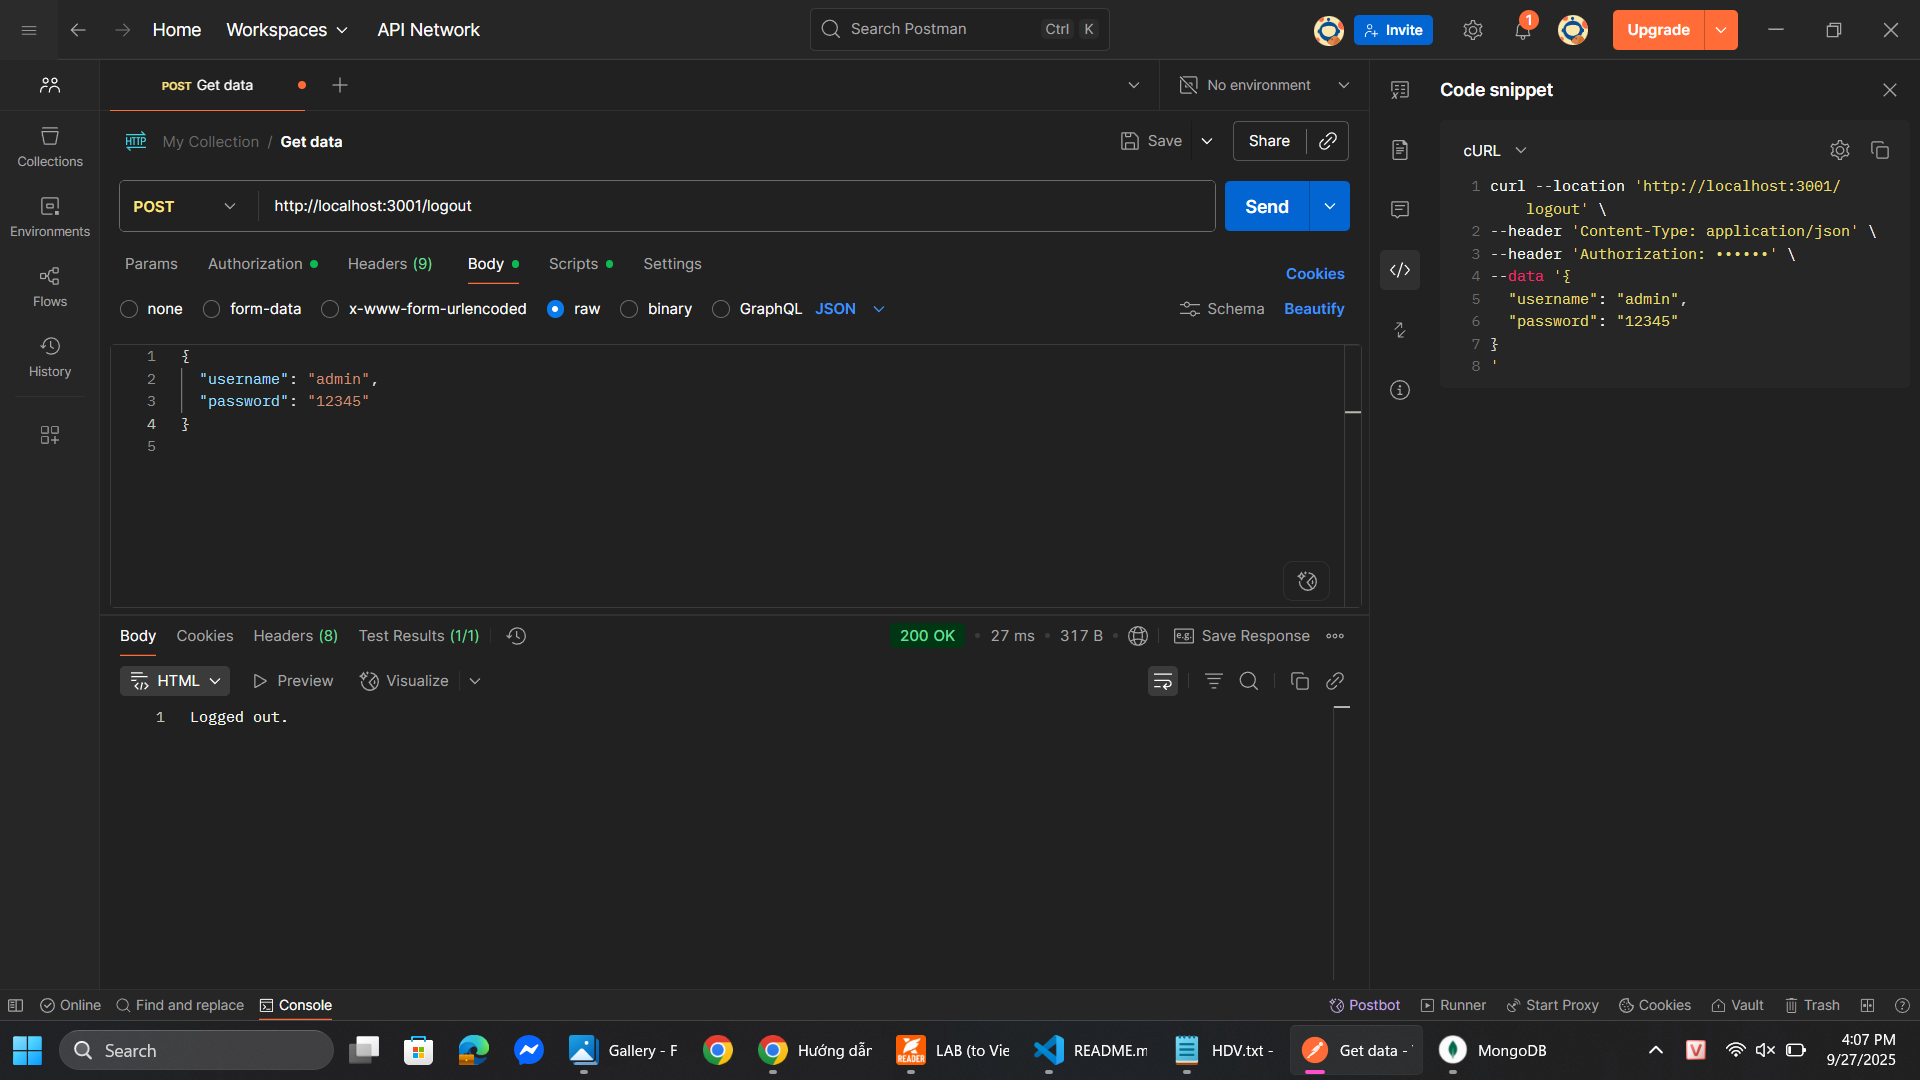 Home Workspaces API Network
Search Postman Ctrl K
Invite
1
Upgrade
POST Get data
No environment
Code snippet
HTTP My Collection / Get data
Save Share
Collections
Environments
Flows
History
POST http://localhost:3001/logout
Send
Params Authorization Headers (9) Body Scripts Settings
Cookies
none form-data x-www-form-urlencoded raw binary GraphQL JSON
Schema Beautify
1 {
2 "username": "admin",
3 "password": "12345"
4 }
5
cURL
1 curl --location 'http://localhost:3001/
logout' \
2 --header 'Content-Type: application/json' \
3 --header 'Authorization: ••••••' \
4 --data '{
5 "username": "admin",
6 "password": "12345"
7 }
8 '
Body Cookies Headers (8) Test Results (1/1)
200 OK • 27 ms • 317 B •
e.g. Save Response
HTML Preview Visualize
1 Logged out.
Online Find and replace Console
Postbot Runner Start Proxy Cookies Vault Trash
Search
Gallery - F
Hướng dẫn
READER LAB (to Vie
README.m
HDV.txt -
Get data -
MongoDB
V
4:07 PM
9/27/2025